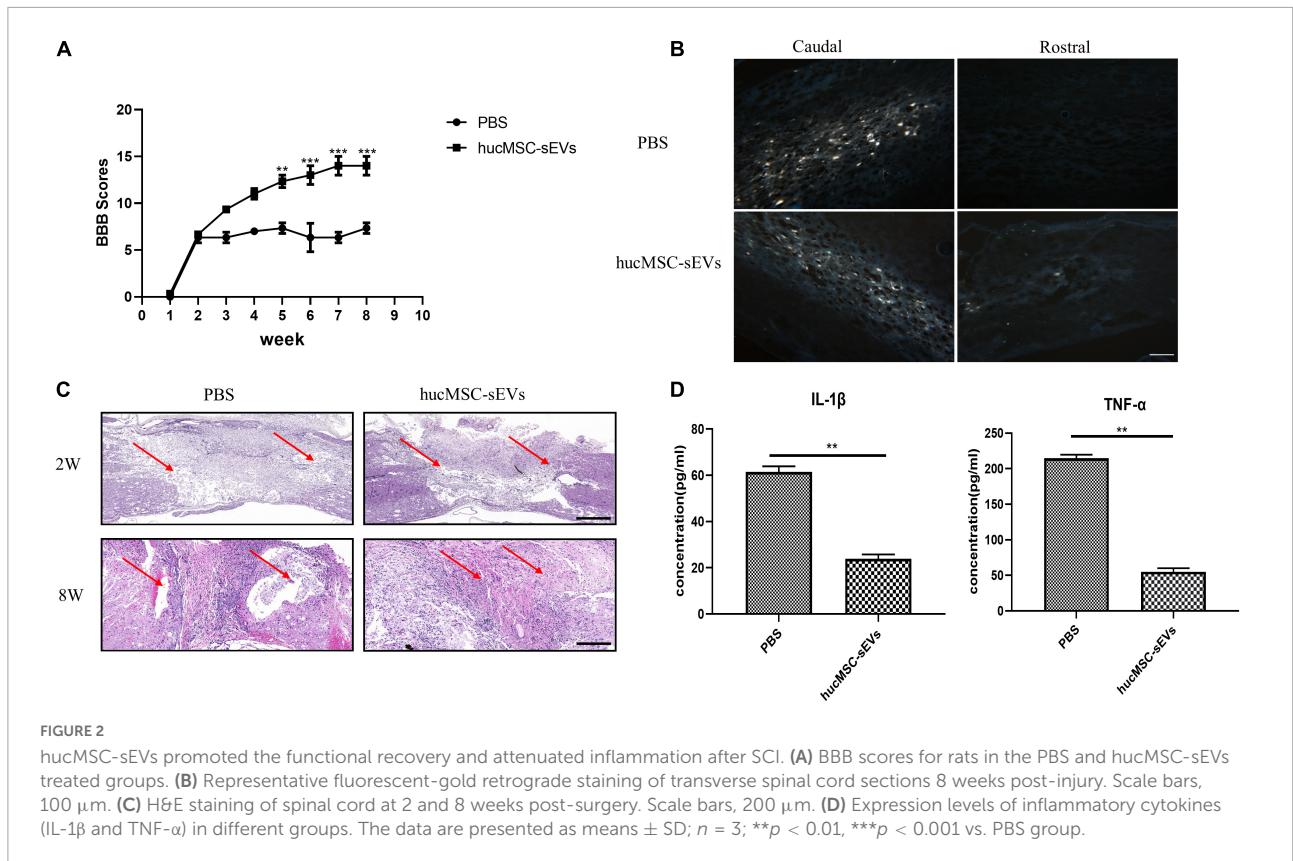 A
20
15
10
5
0
BBB Scores
** *** *** ***
0 1 2 3 4 5 6 7 8 9 10
week
PBS
hucMSC-sEVs
B
Caudal Rostral
PBS
hucMSC-sEVs
C
PBS hucMSC-sEVs
2W
8W
D
IL-1β
**
80
60
40
20
0
concentration(pg/ml)
PBS
hucMSC-sEVs
TNF-α
**
250
200
150
100
50
0
concentration(pg/ml)
PBS
hucMSC-sEVs
FIGURE 2
hucMSC-sEVs promoted the functional recovery and attenuated inflammation after SCI. (A) BBB scores for rats in the PBS and hucMSC-sEVs
treated groups. (B) Representative fluorescent-gold retrograde staining of transverse spinal cord sections 8 weeks post-injury. Scale bars,
100 μm. (C) H&E staining of spinal cord at 2 and 8 weeks post-surgery. Scale bars, 200 μm. (D) Expression levels of inflammatory cytokines
(IL-1β and TNF-α) in different groups. The data are presented as means ± SD; n = 3; **p < 0.01, ***p < 0.001 vs. PBS group.